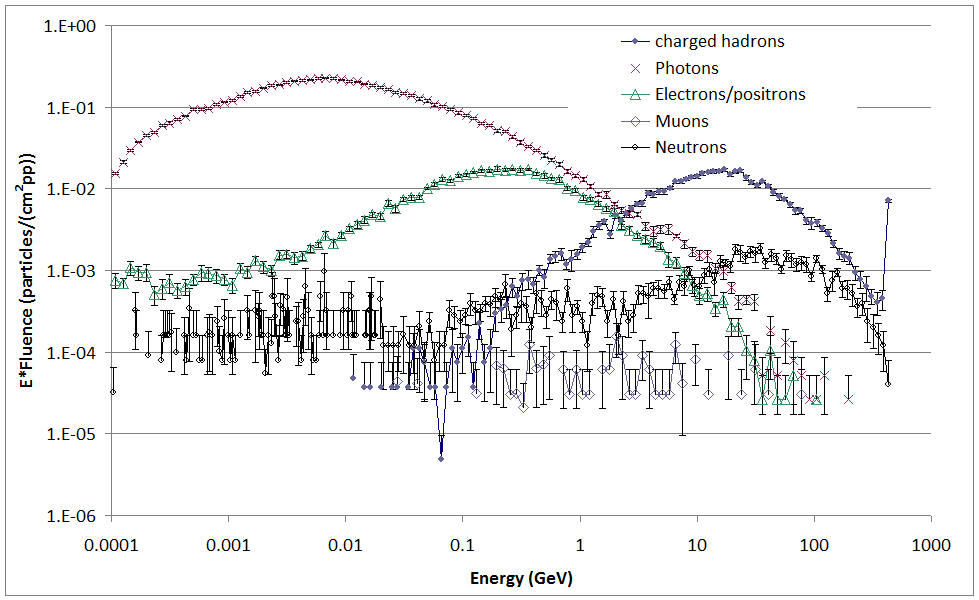 1.E+00
1.E-01
1.E-02
1.E-03
1.E-04
1.E-05
1.E-06
E*Fluence (particles/(cm²pp))
charged hadrons
Photons
Electrons/positrons
Muons
Neutrons
0.0001 0.001 0.01 0.1 1 10 100 1000
Energy (GeV)